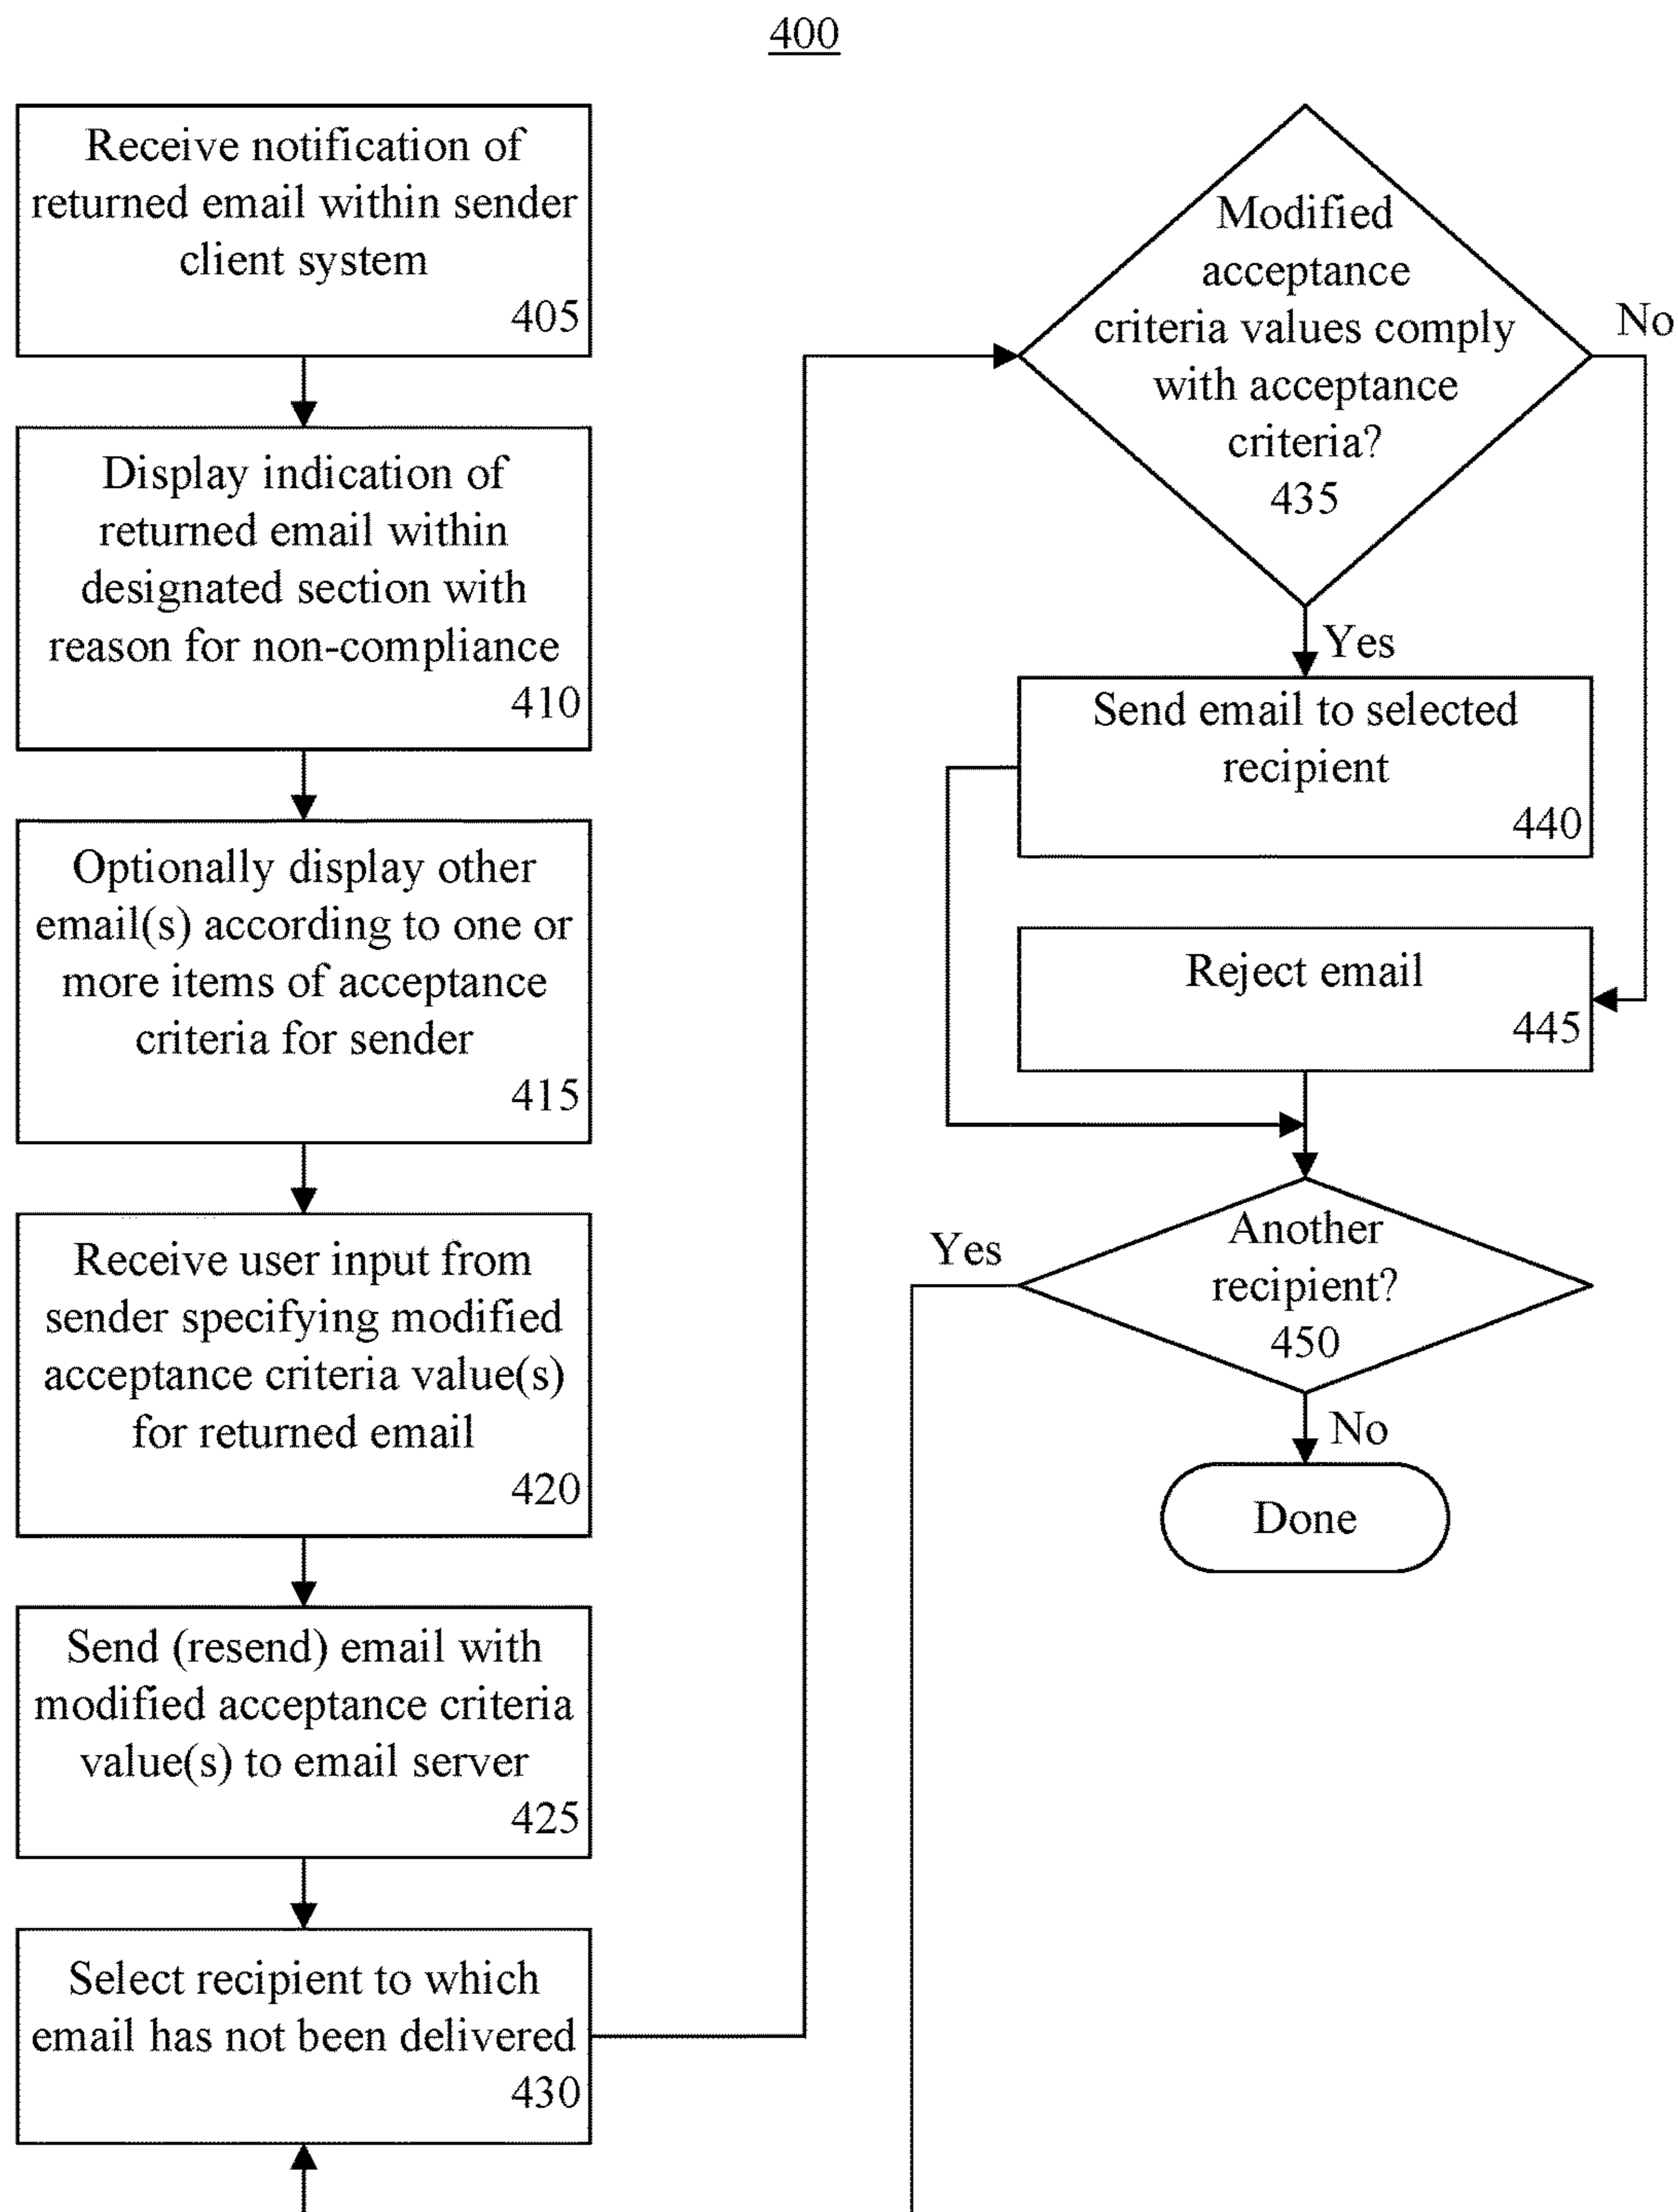 400
Receive notification of
returned email within sender
client system
405
Display indication of
returned email within
designated section with
reason for non-compliance
410
Optionally display other
email(s) according to one or
more items of acceptance
criteria for sender
415
Receive user input from
sender specifying modified
acceptance criteria value(s)
for returned email
420
Send (resend) email with
modified acceptance criteria
value(s) to email server
425
Select recipient to which
email has not been delivered
430
Modified
acceptance
criteria values comply
with acceptance
criteria?
435
No
Yes
Send email to selected
recipient
440
Reject email
445
Another
recipient?
450
Yes
No
Done